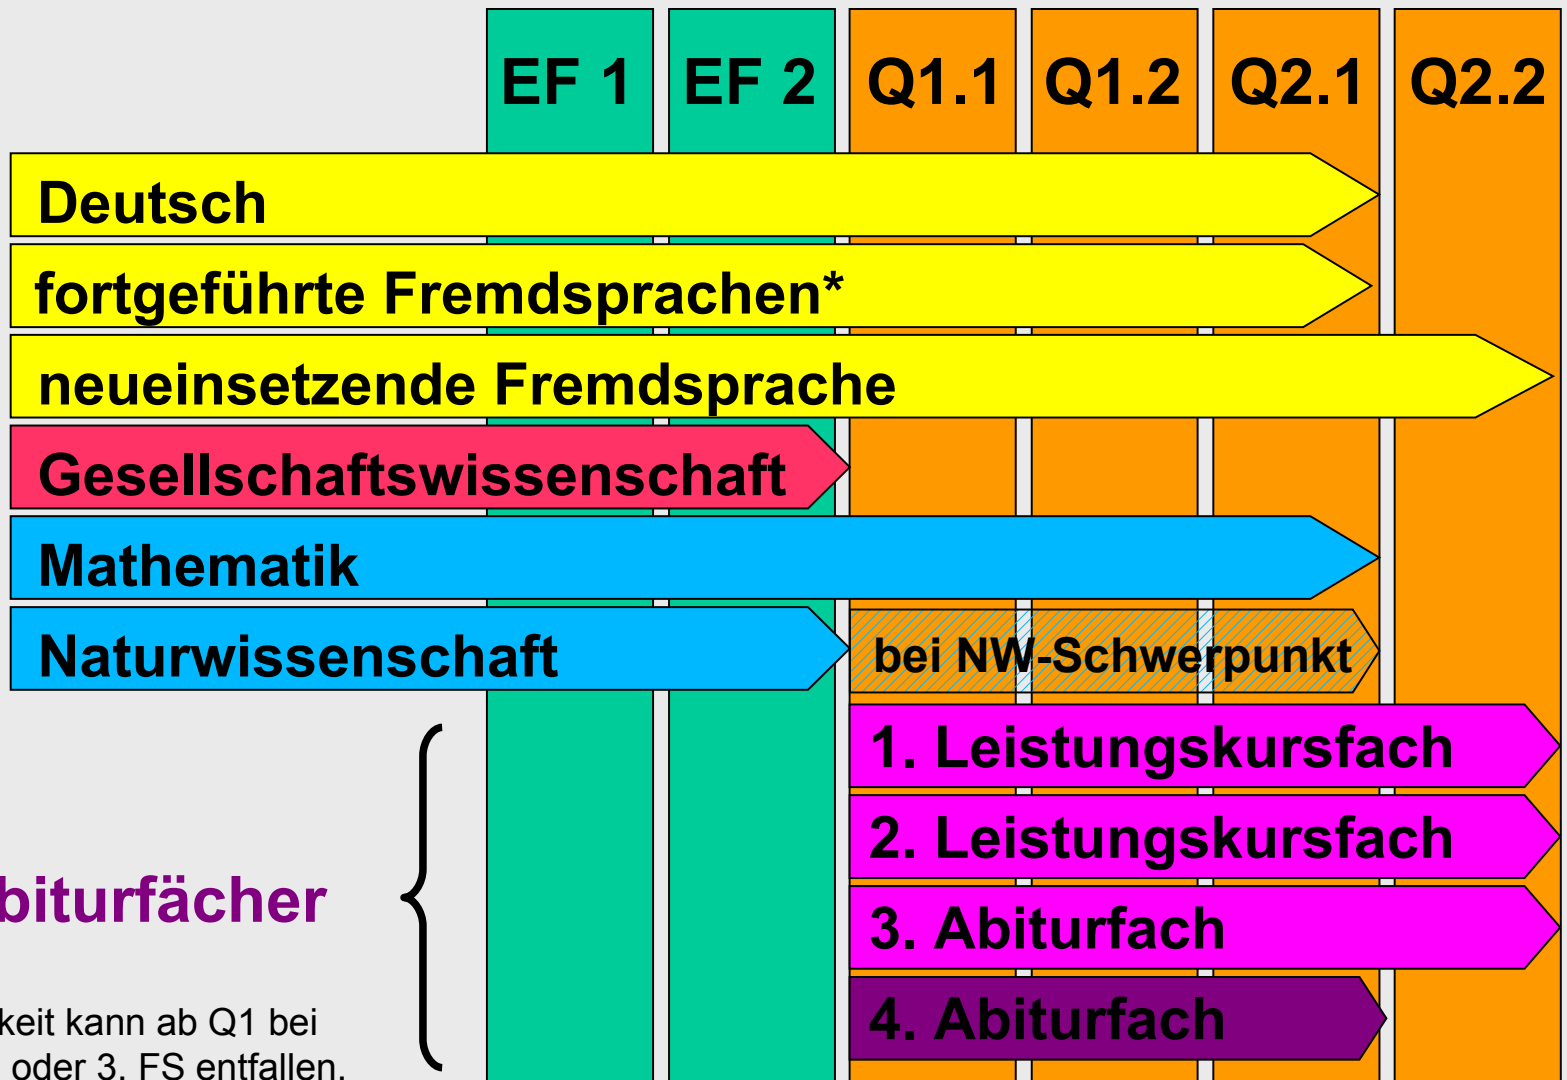 EF 1 EF 2 Q1.1 Q1.2 Q2.1 Q2.2
Deutsch
fortgeführte Fremdsprachen*
neueinsetzende Fremdsprache
Gesellschaftswissenschaft
Mathematik
Naturwissenschaft bei NW-Schwerpunkt
1. Leistungskursfach
2. Leistungskursfach
biturfächer
3. Abiturfach
4. Abiturfach
keit kann ab Q1 bei
oder 3. FS entfallen.